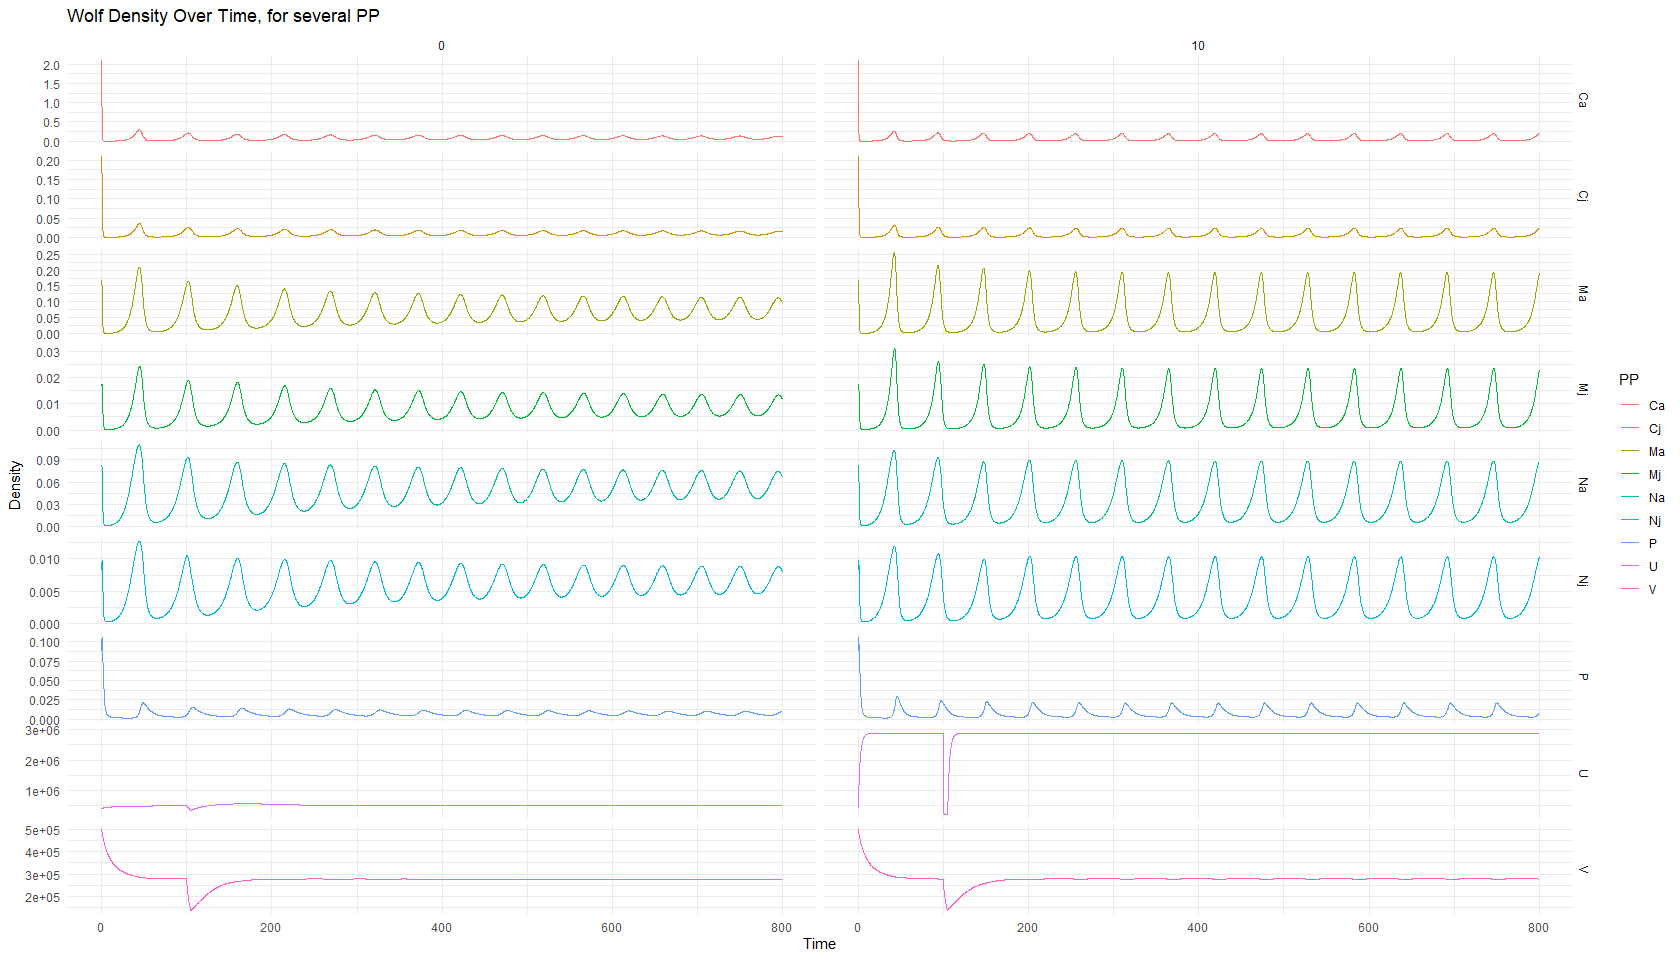 Wolf Density Over Time, for several PP
0 10
2.0
1.5
1.0
0.5
0.0
Ca
0.20
0.15
0.10
0.05
0.00
Cj
0.25
0.20
0.15
0.10
0.05
0.00
Ma
0.03
0.02
0.01
0.00
Mj
0.09
0.06
0.03
0.00
Na
0.010
0.005
0.000
Nj
0.100
0.075
0.050
0.025
0.000
P
3e+06
2e+06
1e+06
U
5e+05
4e+05
3e+05
2e+05
V
0 200 400 600 800 0 200 400 600 800
Time
Density
PP
Ca
Cj
Ma
Mj
Na
Nj
P
U
V